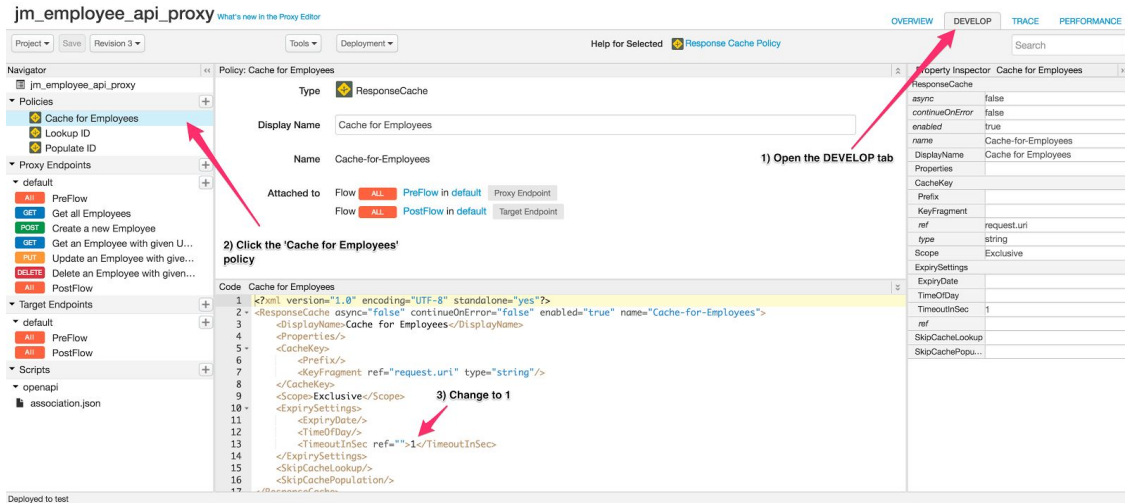 jm_employee_api_proxy What's new in the Proxy Editor
OVERVIEW DEVELOP TRACE PERFORMANCE
Project Save Revision 3 Tools Deployment Help for Selected Response Cache Policy Search
Navigator
jm_employee_api_proxy
Policies
Cache for Employees
Lookup ID
Populate ID
Proxy Endpoints
default
All PreFlow
GET Get all Employees
POST Create a new Employee
GET Get an Employee with given U...
PUT Update an Employee with give...
DELETE Delete an Employee with given...
All PostFlow
Target Endpoints
default
All PreFlow
All PostFlow
Scripts
openapi
association.json
Policy: Cache for Employees
Type ResponseCache
Display Name Cache for Employees
Name Cache-for-Employees
Attached to Flow ALL PreFlow in default Proxy Endpoint
Flow ALL PostFlow in default Target Endpoint
1) Open the DEVELOP tab
2) Click the 'Cache for Employees'
policy
Code Cache for Employees
1 <?xml version="1.0" encoding="UTF-8" standalone="yes"?>
2 <ResponseCache async="false" continueOnError="false" enabled="true" name="Cache-for-Employees">
3 <DisplayName>Cache for Employees</DisplayName>
4 <Properties/>
5 <CacheKey>
6 <Prefix/>
7 <KeyFragment ref="request.uri" type="string"/>
8 </CacheKey>
9 <Scope>Exclusive</Scope>
3) Change to 1
10 <ExpirySettings>
11 <ExpiryDate/>
12 <TimeOfDay/>
13 <TimeoutInSec ref="">1</TimeoutInSec>
14 </ExpirySettings>
15 <SkipCacheLookup/>
16 <SkipCachePopulation/>
17 </ResponseCache>
Property Inspector Cache for Employees
ResponseCache
async false
continueOnError false
enabled true
name Cache-for-Employees
DisplayName Cache for Employees
Properties
CacheKey
Prefix
KeyFragment
ref request.uri
type string
Scope Exclusive
ExpirySettings
ExpiryDate
TimeOfDay
TimeoutInSec 1
ref
SkipCacheLookup
SkipCachePopu...
Deployed to test